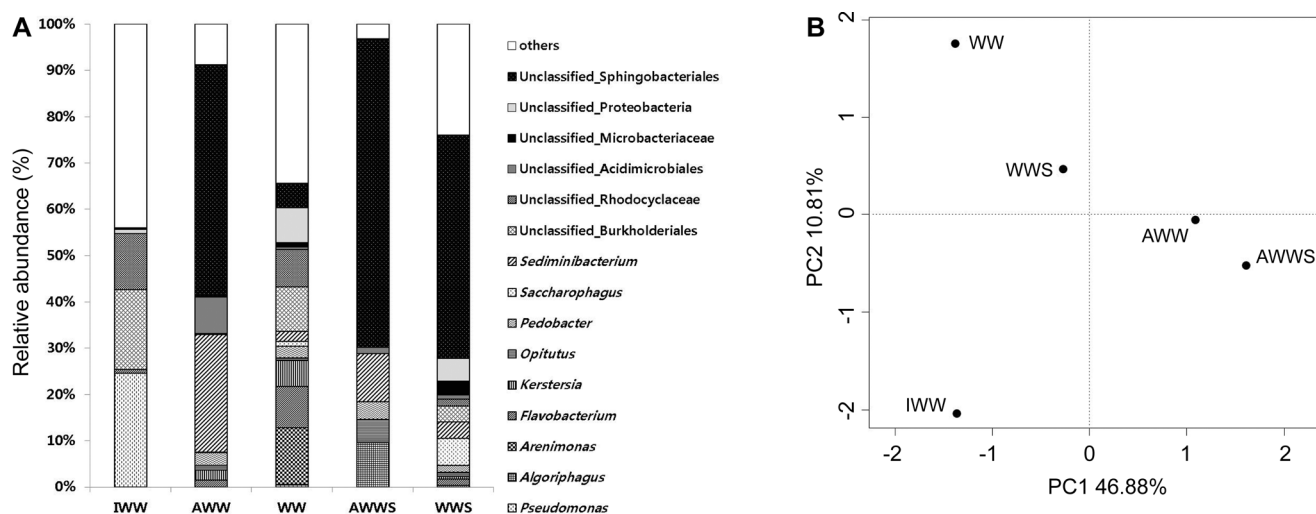 A
Relative abundance (%)
100%
90%
80%
70%
60%
50%
40%
30%
20%
10%
0%
IWW AWW WW AWWS WWS
others
Unclassified_Sphingobacteriales
Unclassified_Proteobacteria
Unclassified_Microbacteriaceae
Unclassified_Acidimicrobiales
Unclassified_Rhodocyclaceae
Unclassified_Burkholderiales
Sediminibacterium
Saccharophagus
Pedobacter
Opitutus
Kerstersia
Flavobacterium
Arenimonas
Algoriphagus
Pseudomonas
B
PC2 10.81%
2
1
0
-1
-2
WW
WWS
AWW
AWWS
IWW
-2 -1 0 1 2
PC1 46.88%